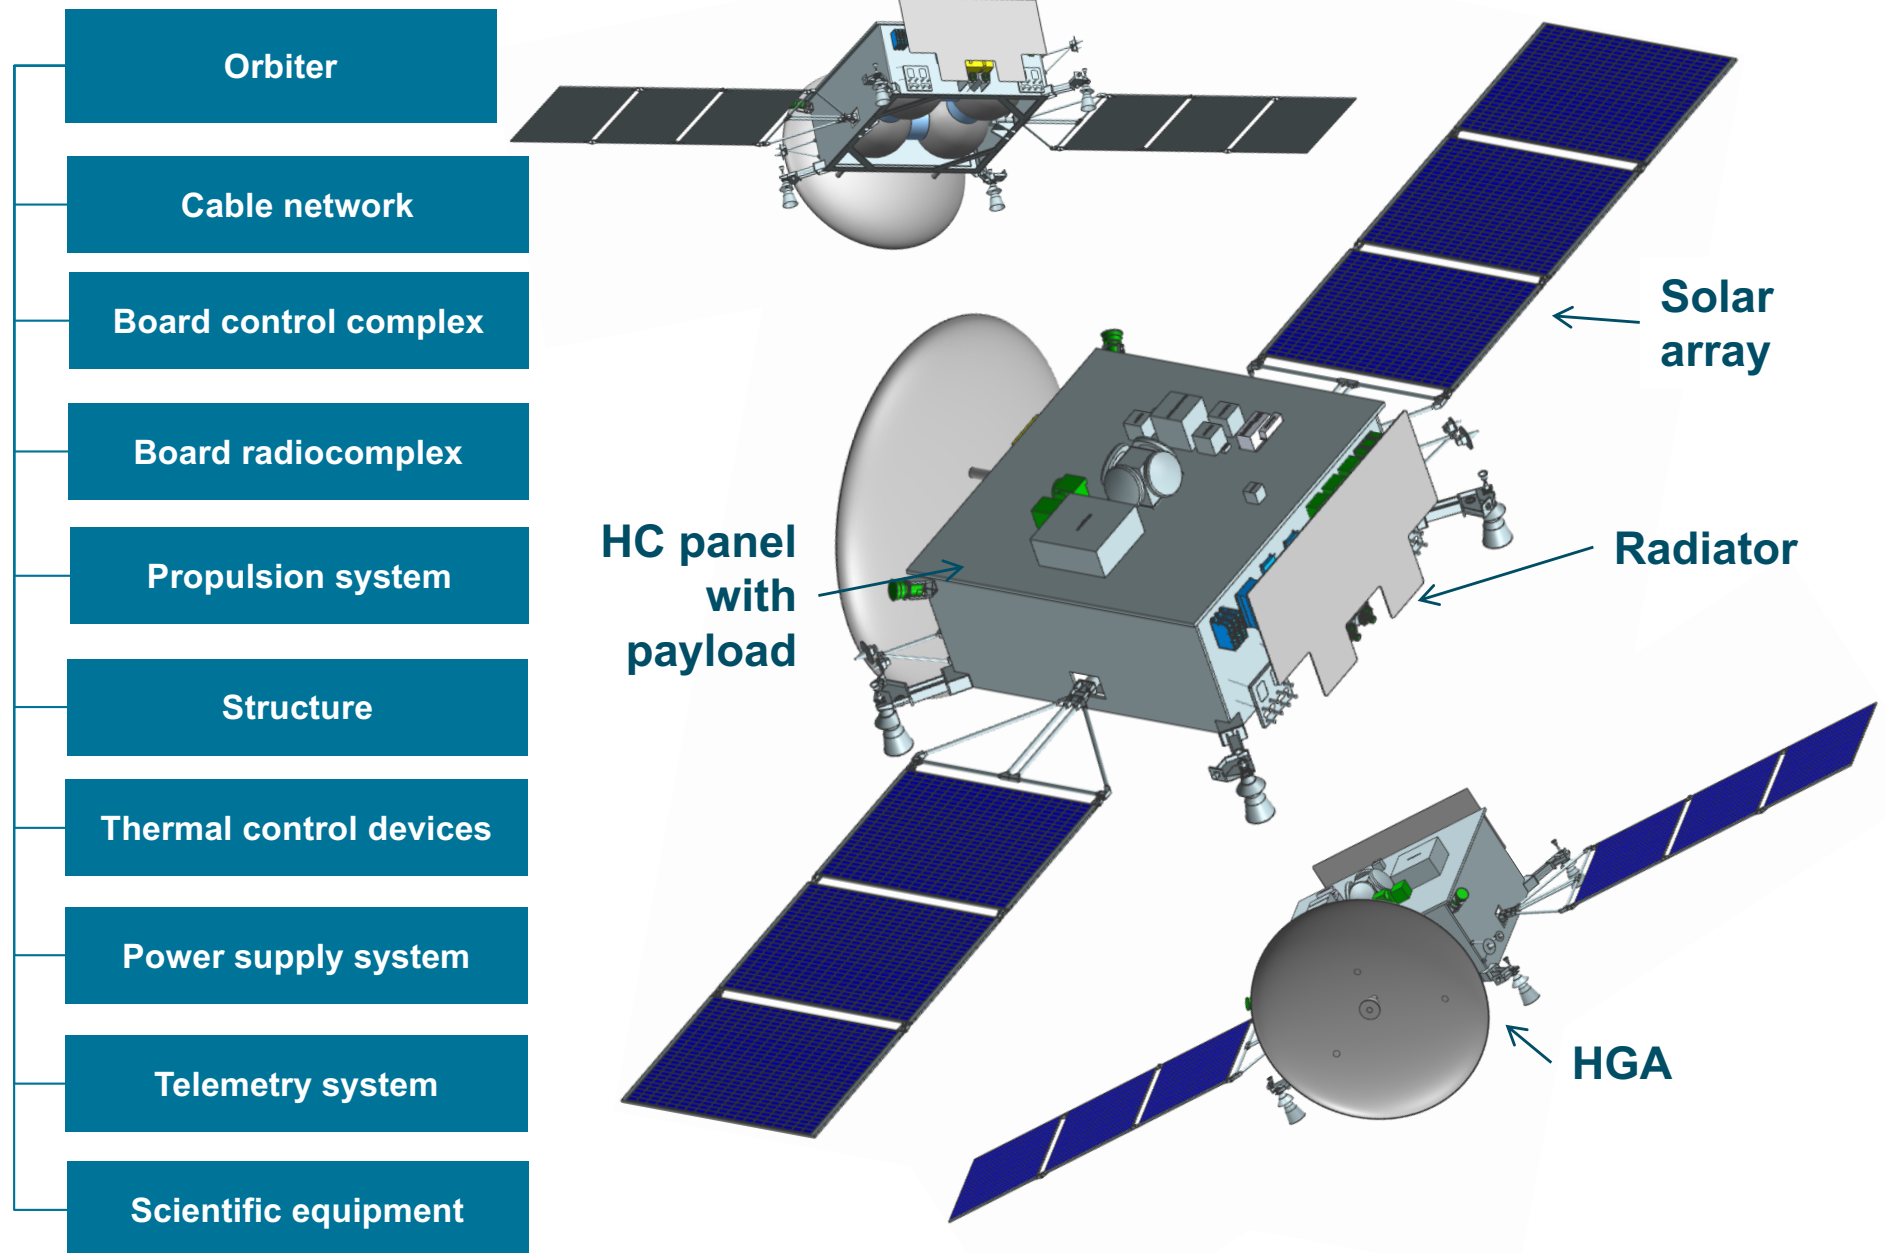 Orbiter
Cable network
Board control complex
Board radiocomplex
Propulsion system
Structure
Thermal control devices
Power supply system
Telemetry system
Scientific equipment
Solar
array
HC panel
with
payload
Radiator
HGA